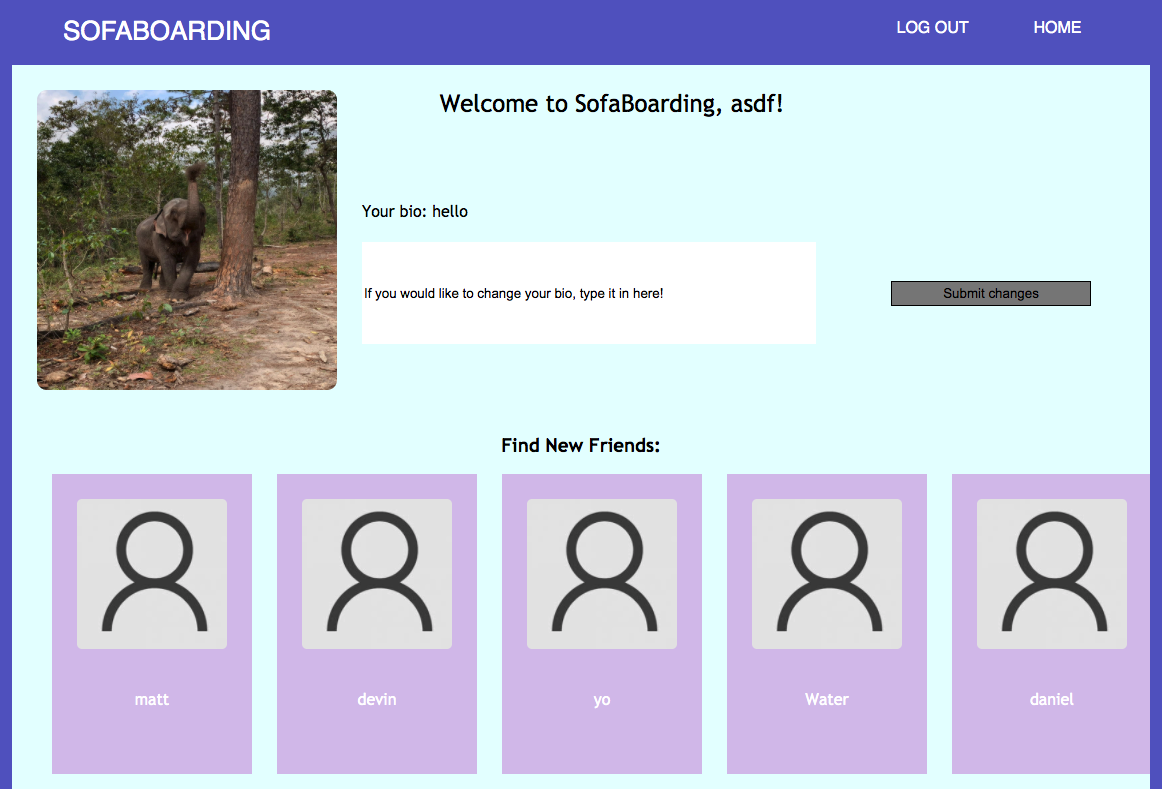 SOFABOARDING
LOG OUT
HOME
Welcome to SofaBoarding, asdf!
Your bio: hello
If you would like to change your bio, type it in here!
Submit changes
Find New Friends:
matt
devin
yo
Water
daniel